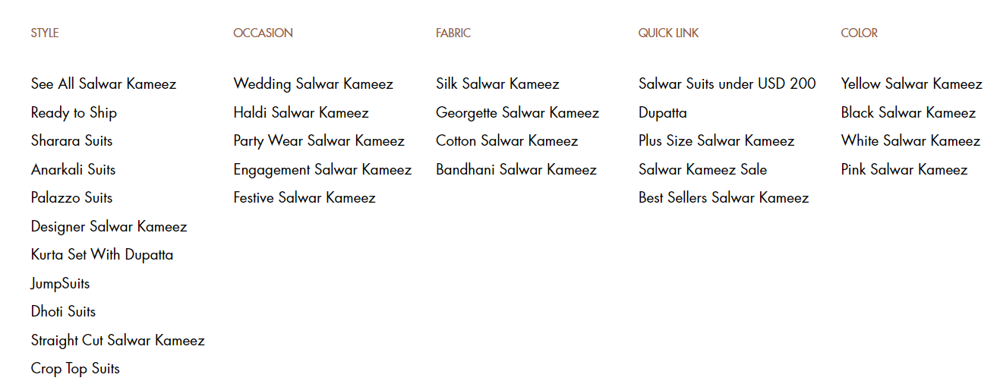 STYLE
See All Salwar Kameez
Ready to Ship
Sharara Suits
Anarkali Suits
Palazzo Suits
Designer Salwar Kameez
Kurta Set With Dupatta
JumpSuits
Dhoti Suits
Straight Cut Salwar Kameez
Crop Top Suits
OCCASION
Wedding Salwar Kameez
Haldi Salwar Kameez
Party Wear Salwar Kameez
Engagement Salwar Kameez
Festive Salwar Kameez
FABRIC
Silk Salwar Kameez
Georgette Salwar Kameez
Cotton Salwar Kameez
Bandhani Salwar Kameez
QUICK LINK
Salwar Suits under USD 200
Dupatta
Plus Size Salwar Kameez
Salwar Kameez Sale
Best Sellers Salwar Kameez
COLOR
Yellow Salwar Kameez
Black Salwar Kameez
White Salwar Kameez
Pink Salwar Kameez